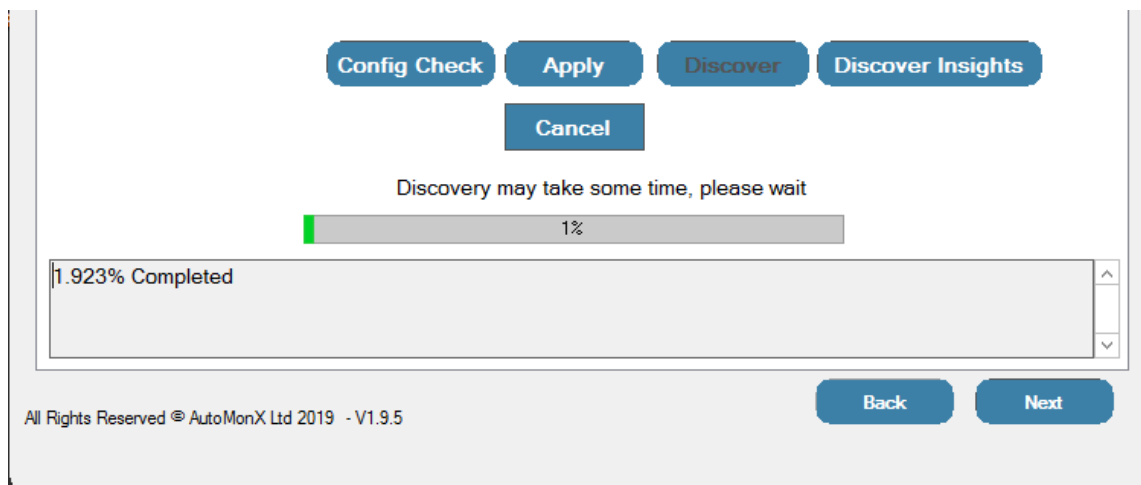 Config Check Apply Discover Discover Insights
Cancel
Discovery may take some time, please wait
1%
1.923% Completed
Back Next
All Rights Reserved © AutoMonX Ltd 2019 - V1.9.5